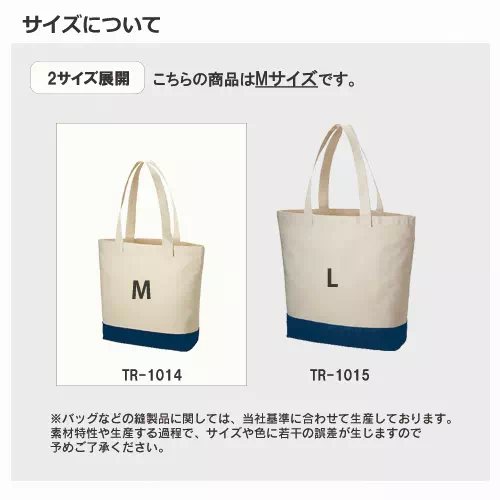 サイズについて
2サイズ展開 こちらの商品はMサイズです。
M
L
TR-1014
TR-1015
※バッグなどの縫製品に関しては、当社基準に合わせて生産しております。
素材特性や生産する過程で、サイズや色に若干の誤差が生じますので
予めご了承ください。